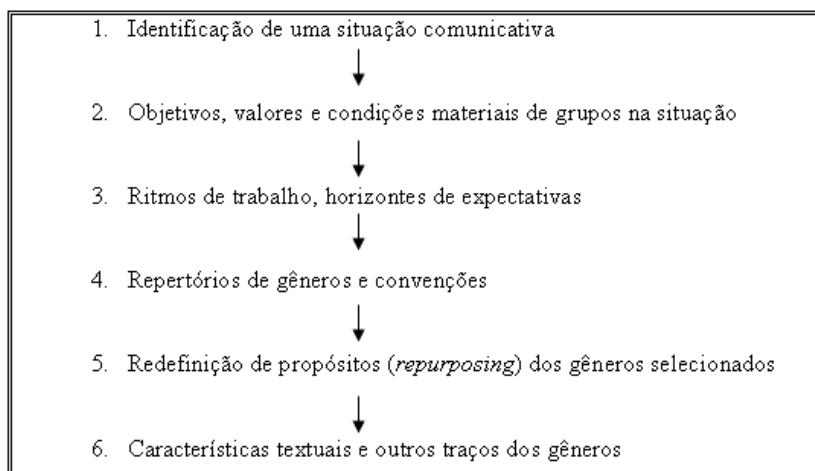 1. Identificação de uma situação comunicativa
2. Objetivos, valores e condições materiais de grupos na situação
3. Ritmos de trabalho, horizontes de expectativas
4. Repertórios de gêneros e convenções
5. Redefinição de propósitos (repurposing) dos gêneros selecionados
6. Características textuais e outros traços dos gêneros